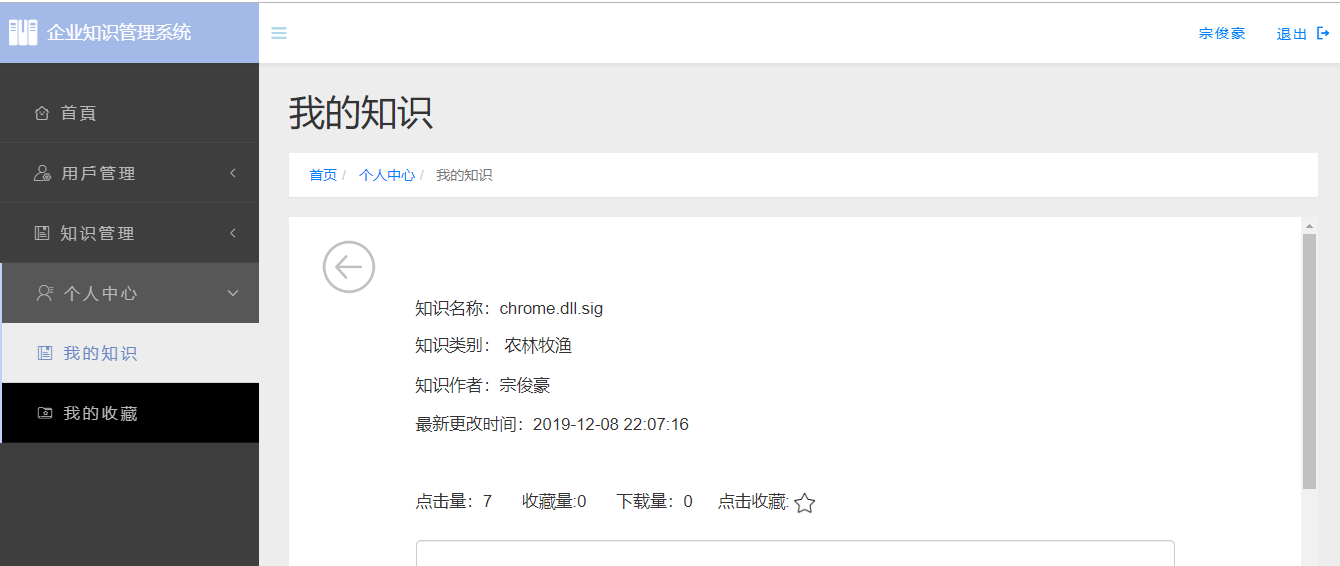 企业知识管理系统
宗俊豪 退出
首頁
用戶管理
知识管理
个人中心
我的知识
我的收藏
我的知识
首页 / 个人中心 / 我的知识
知识名称：chrome.dll.sig
知识类别： 农林牧渔
知识作者：宗俊豪
最新更改时间：2019-12-08 22:07:16
点击量：7 收藏量:0 下载量：0 点击收藏: